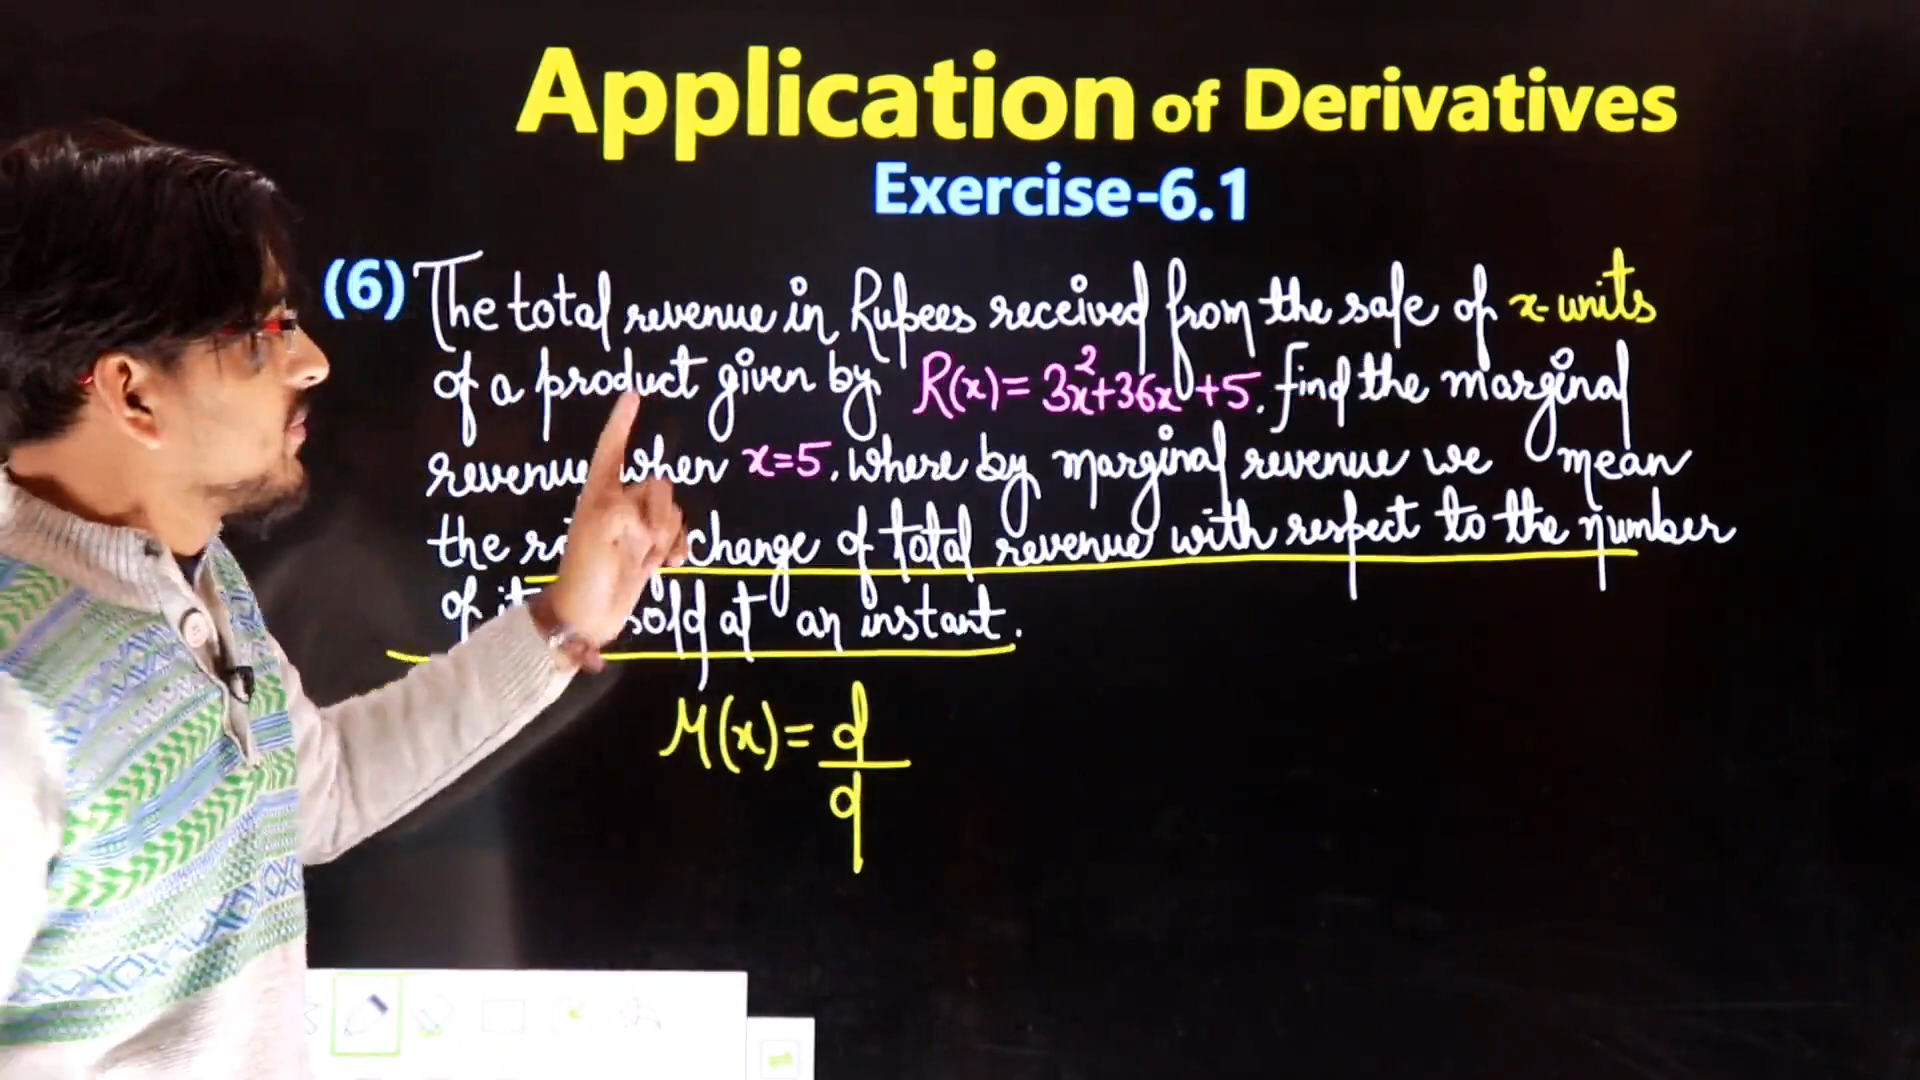 Application of Derivatives
Exercise-6.1
(6) The total revenue in Rupees received from the sale of x-units
of a product given by R(x)= 3x²+36x+5. find the marginal
revenue when x=5. where by marginal revenue we mean
the change of total revenue with respect to the number
of sold at an instant.
M(x)= d
d